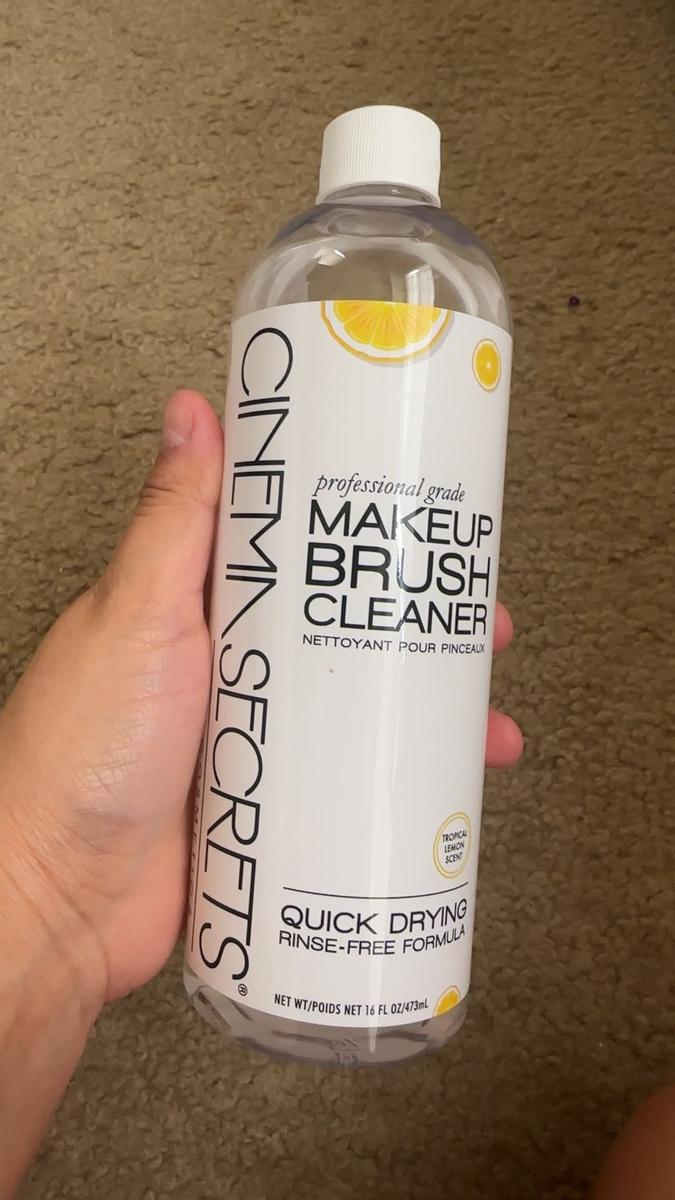 CINEMA SECRETS®
professional grade
MAKEUP
BRUSH
CLEANER
NETTOYANT POUR PINCEAUX
TROPICAL
LEMON
SCENT
QUICK DRYING
RINSE-FREE FORMULA
NET WT/POIDS NET 16 FL OZ/473mL